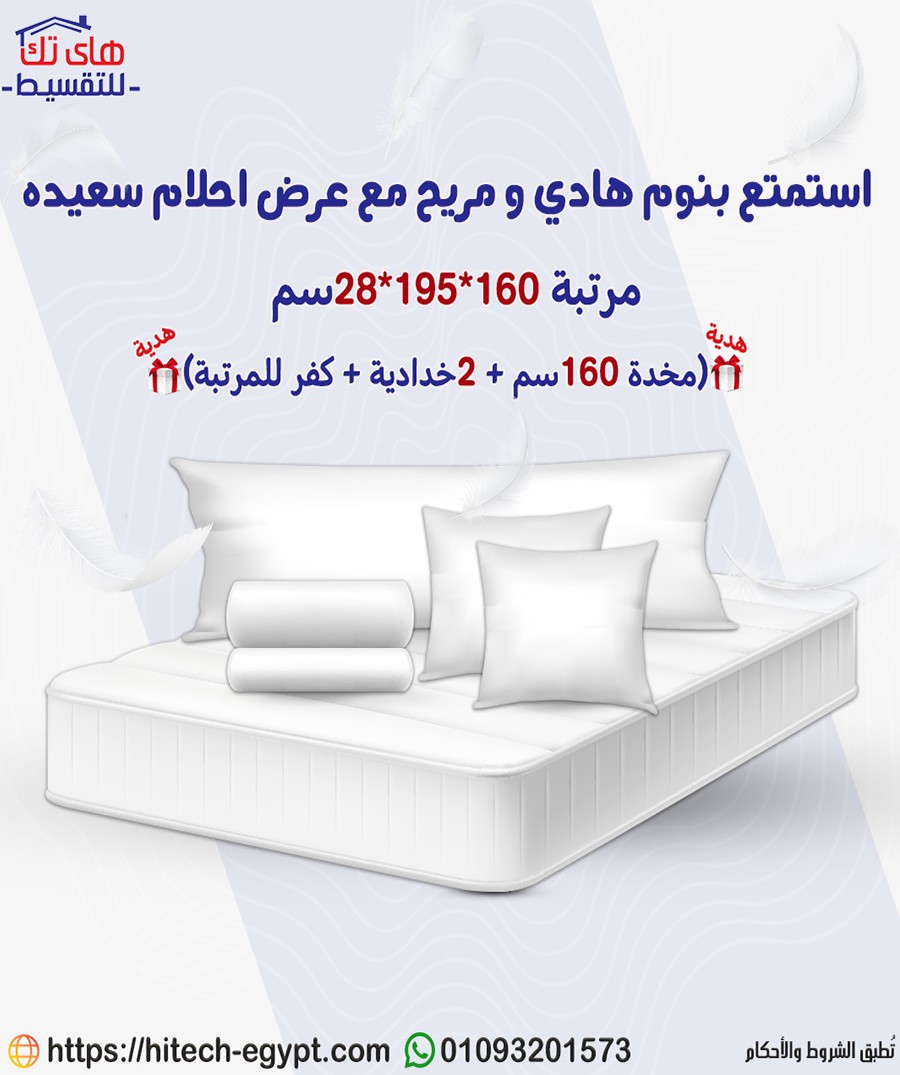 هاى تك
-للتقسيط-
استمتع بنوم هادي و مريح مع عرض احلام سعيده
مرتبة 160*195*28سم
هدية
هدية
(مخدة 160سم + 2خدادية + كفر للمرتبة)
https://hitech-egypt.com
01093201573
تُطبق الشروط والأحكام